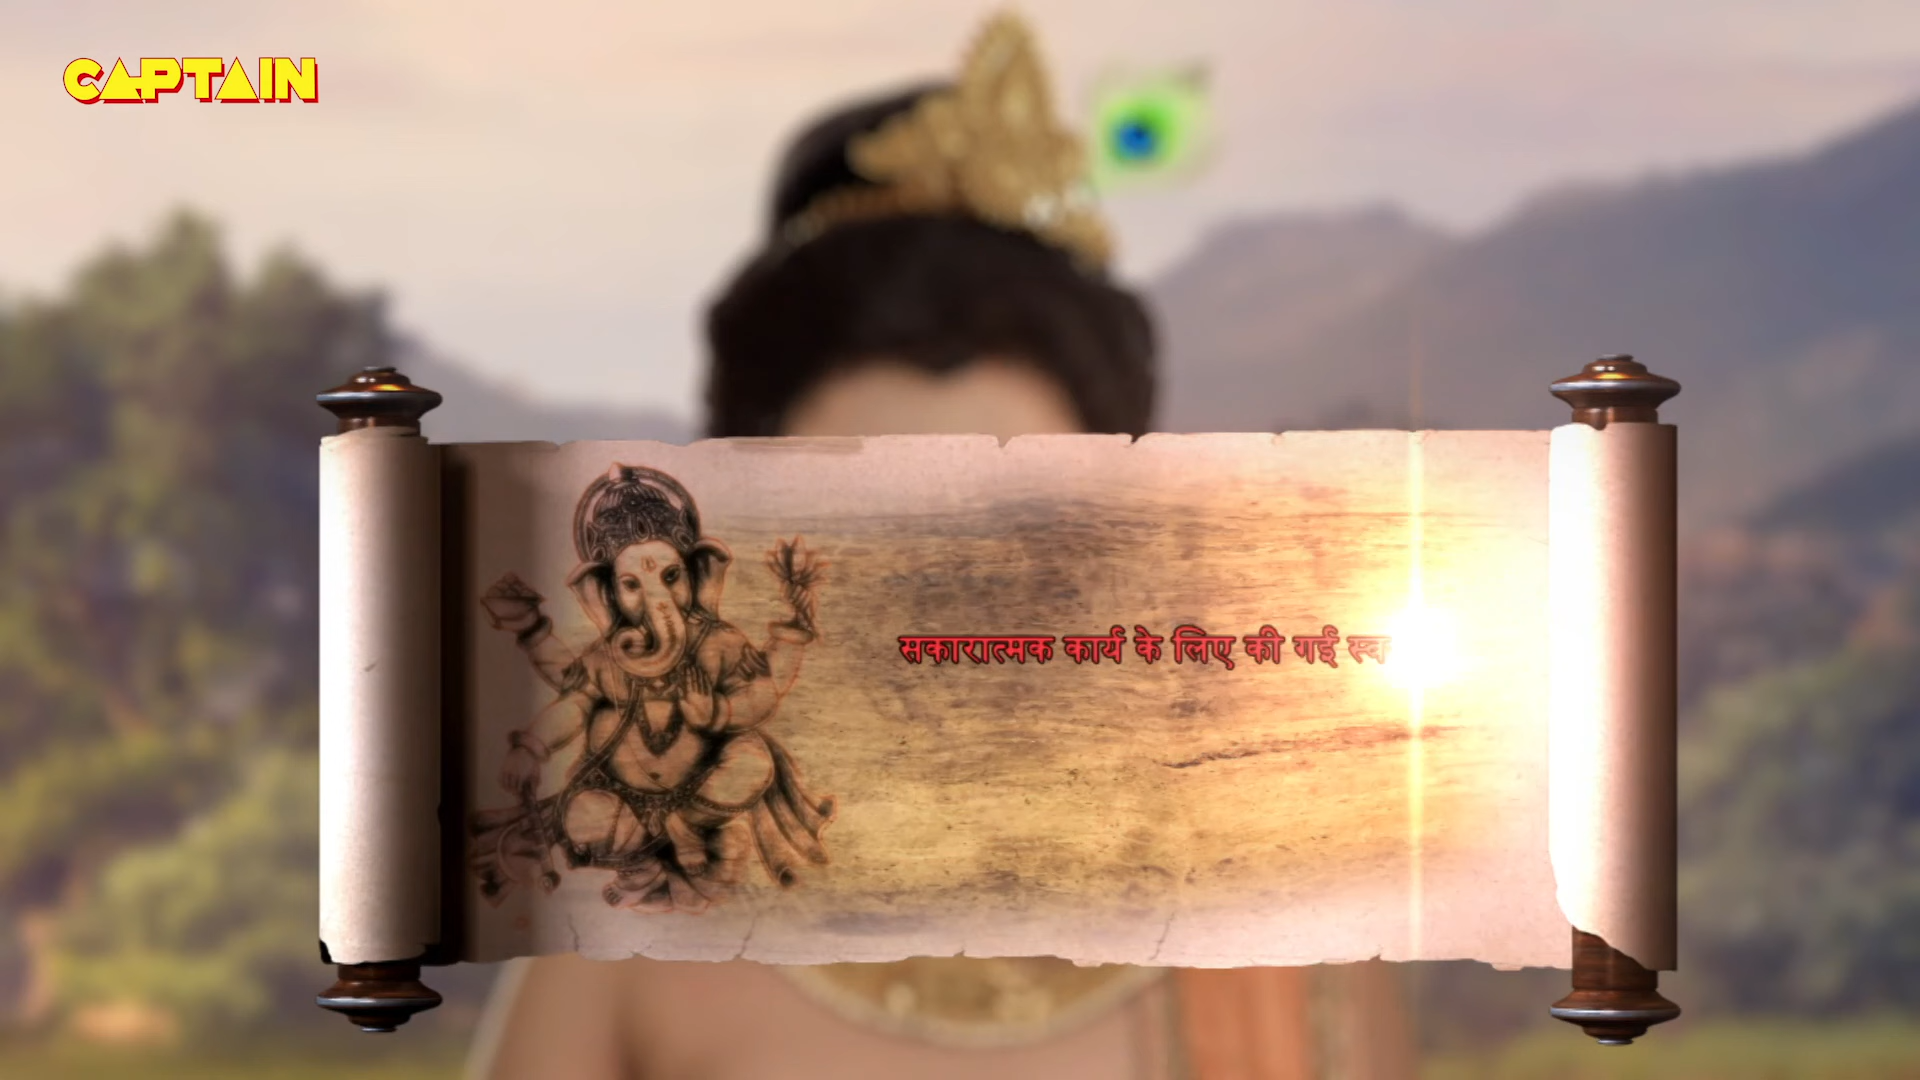 CAPTAIN
सकारात्मक कार्य के लिए की गई